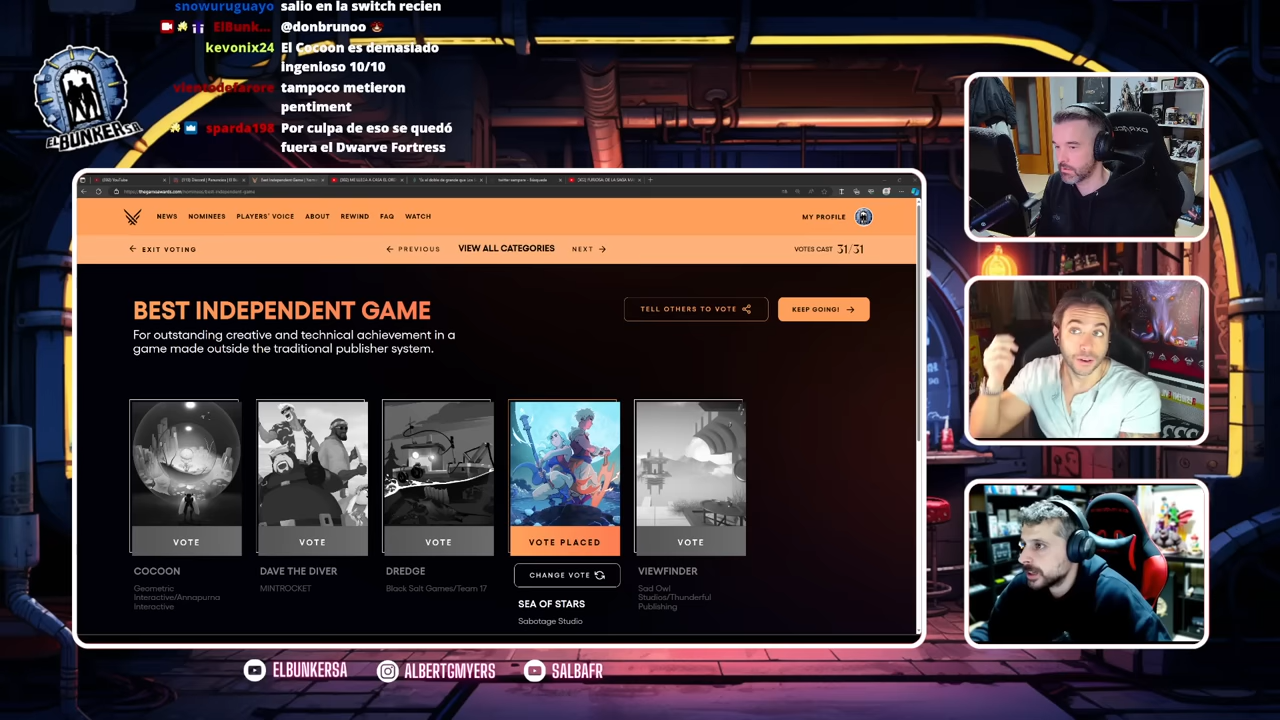 snowuruguayo salio en la switch recien
ElBunk... @donbrunoo
kevonix24 El Cocoon es demasiado
ingenioso 10/10
vientodefarore tampoco metieron
pentiment
sparda198 Por culpa de eso se quedó
fuera el Dwarve Fortress
ELBUNKERSA
NEWS NOMINEES PLAYERS' VOICE ABOUT REWIND FAQ WATCH MY PROFILE
EXIT VOTING PREVIOUS VIEW ALL CATEGORIES NEXT VOTES CAST 31/31
BEST INDEPENDENT GAME
TELL OTHERS TO VOTE KEEP GOING!
For outstanding creative and technical achievement in a
game made outside the traditional publisher system.
VOTE VOTE VOTE VOTE PLACED VOTE
COCOON DAVE THE DIVER DREDGE CHANGE VOTE VIEWFINDER
Geometric MINTROCKET Black Salt Games/Team 17 Sad Owl
Interactive/Annapurna Studios/Thunderful
Interactive SEA OF STARS Publishing
Sabotage Studio
ELBUNKERSA ALBERTGMYERS SALBAFR